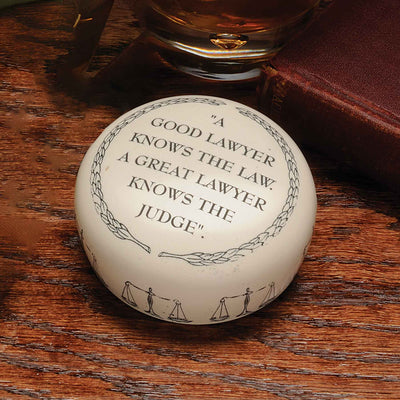 "A
GOOD LAWYER
KNOWS THE LAW.
A GREAT LAWYER
KNOWS THE
JUDGE".